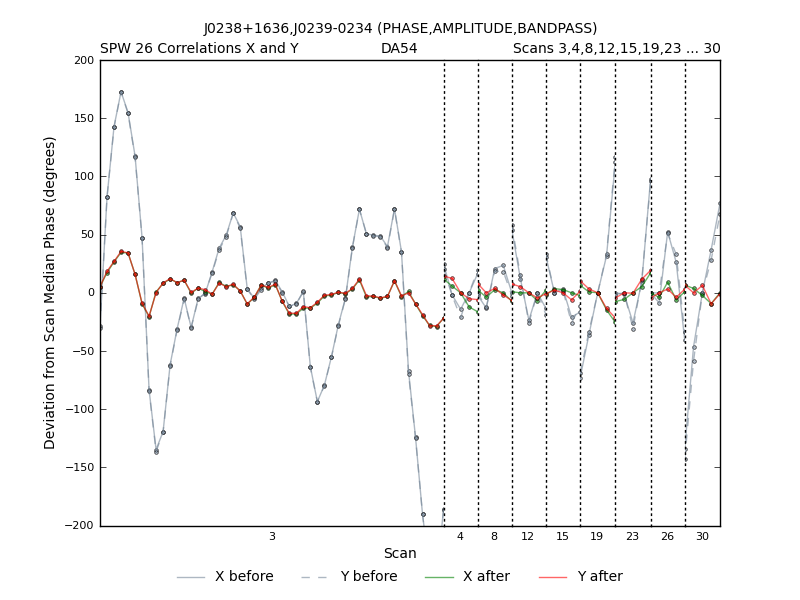 J0238+1636,J0239-0234 (PHASE,AMPLITUDE,BANDPASS)
SPW 26 Correlations X and Y DA54 Scans 3,4,8,12,15,19,23 ... 30
200
150
100
50
0
−50
−100
−150
−200
Deviation from Scan Median Phase (degrees)
3 4 8 12 15 19 23 26 30
Scan
X before Y before X after Y after